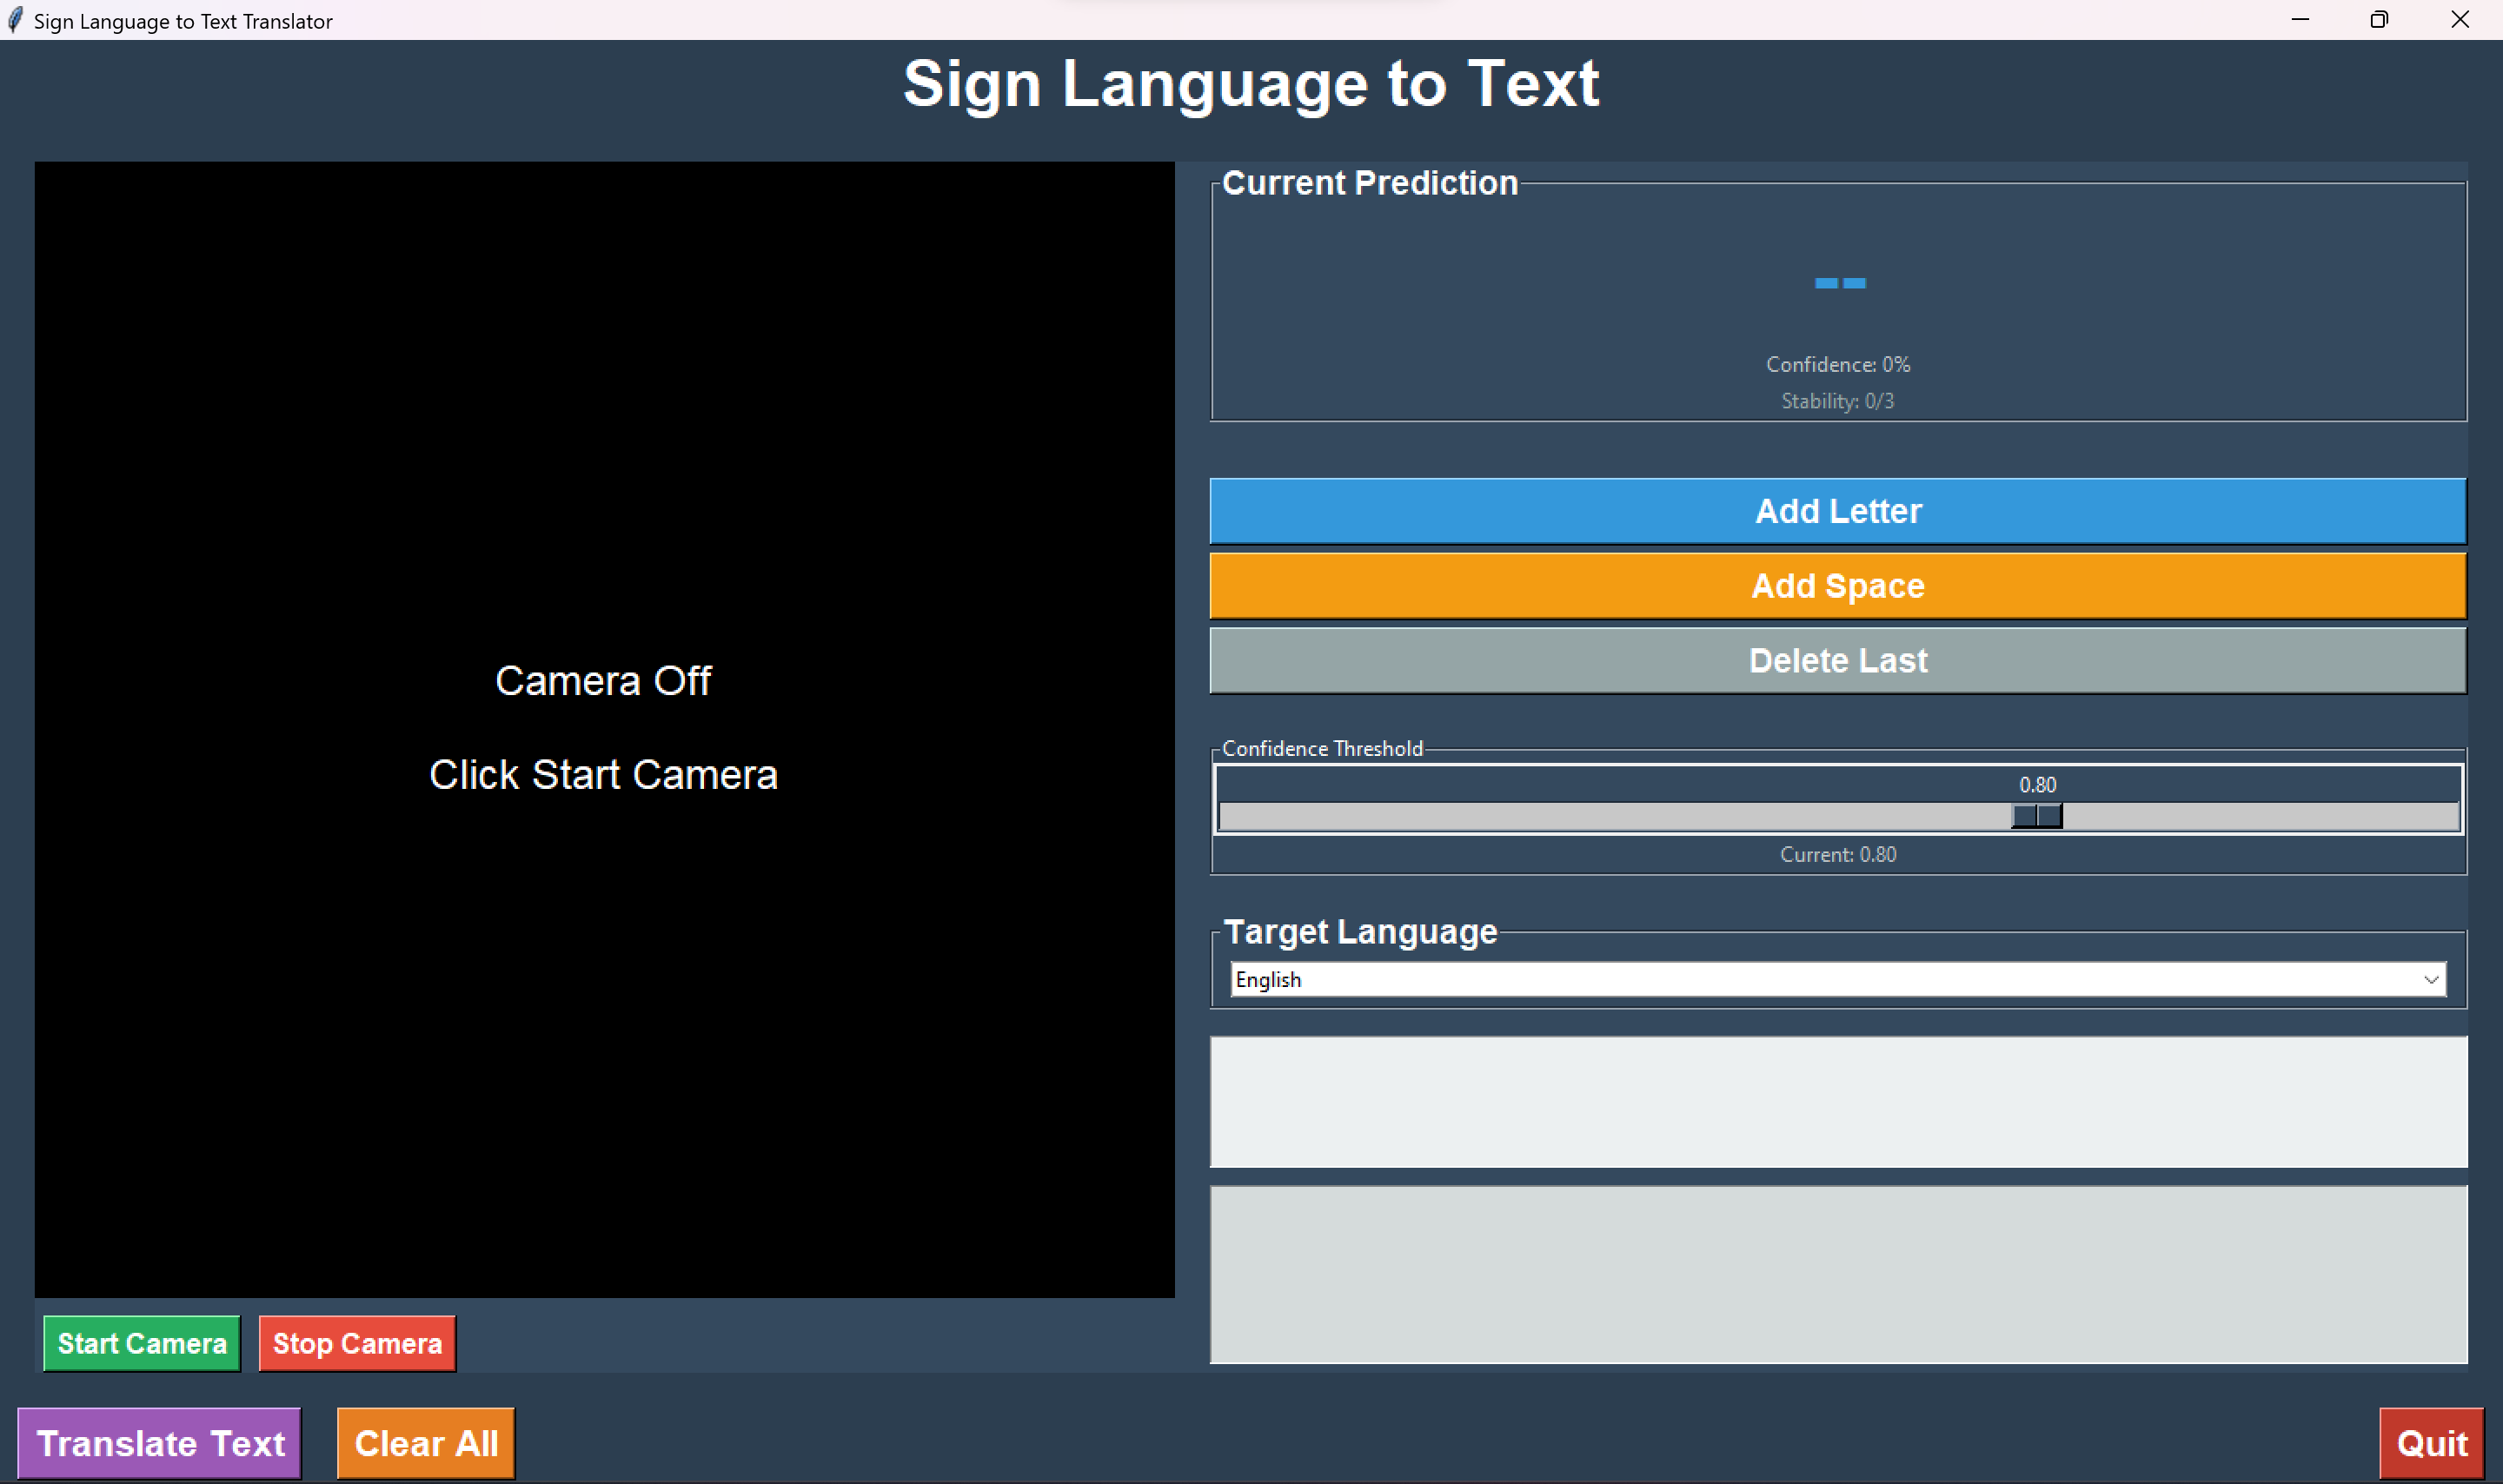 Sign Language to Text Translator
Sign Language to Text
Camera Off
Click Start Camera
Start Camera
Stop Camera
Current Prediction
--
Confidence: 0%
Stability: 0/3
Add Letter
Add Space
Delete Last
Confidence Threshold
0.80
Current: 0.80
Target Language
English
Translate Text
Clear All
Quit